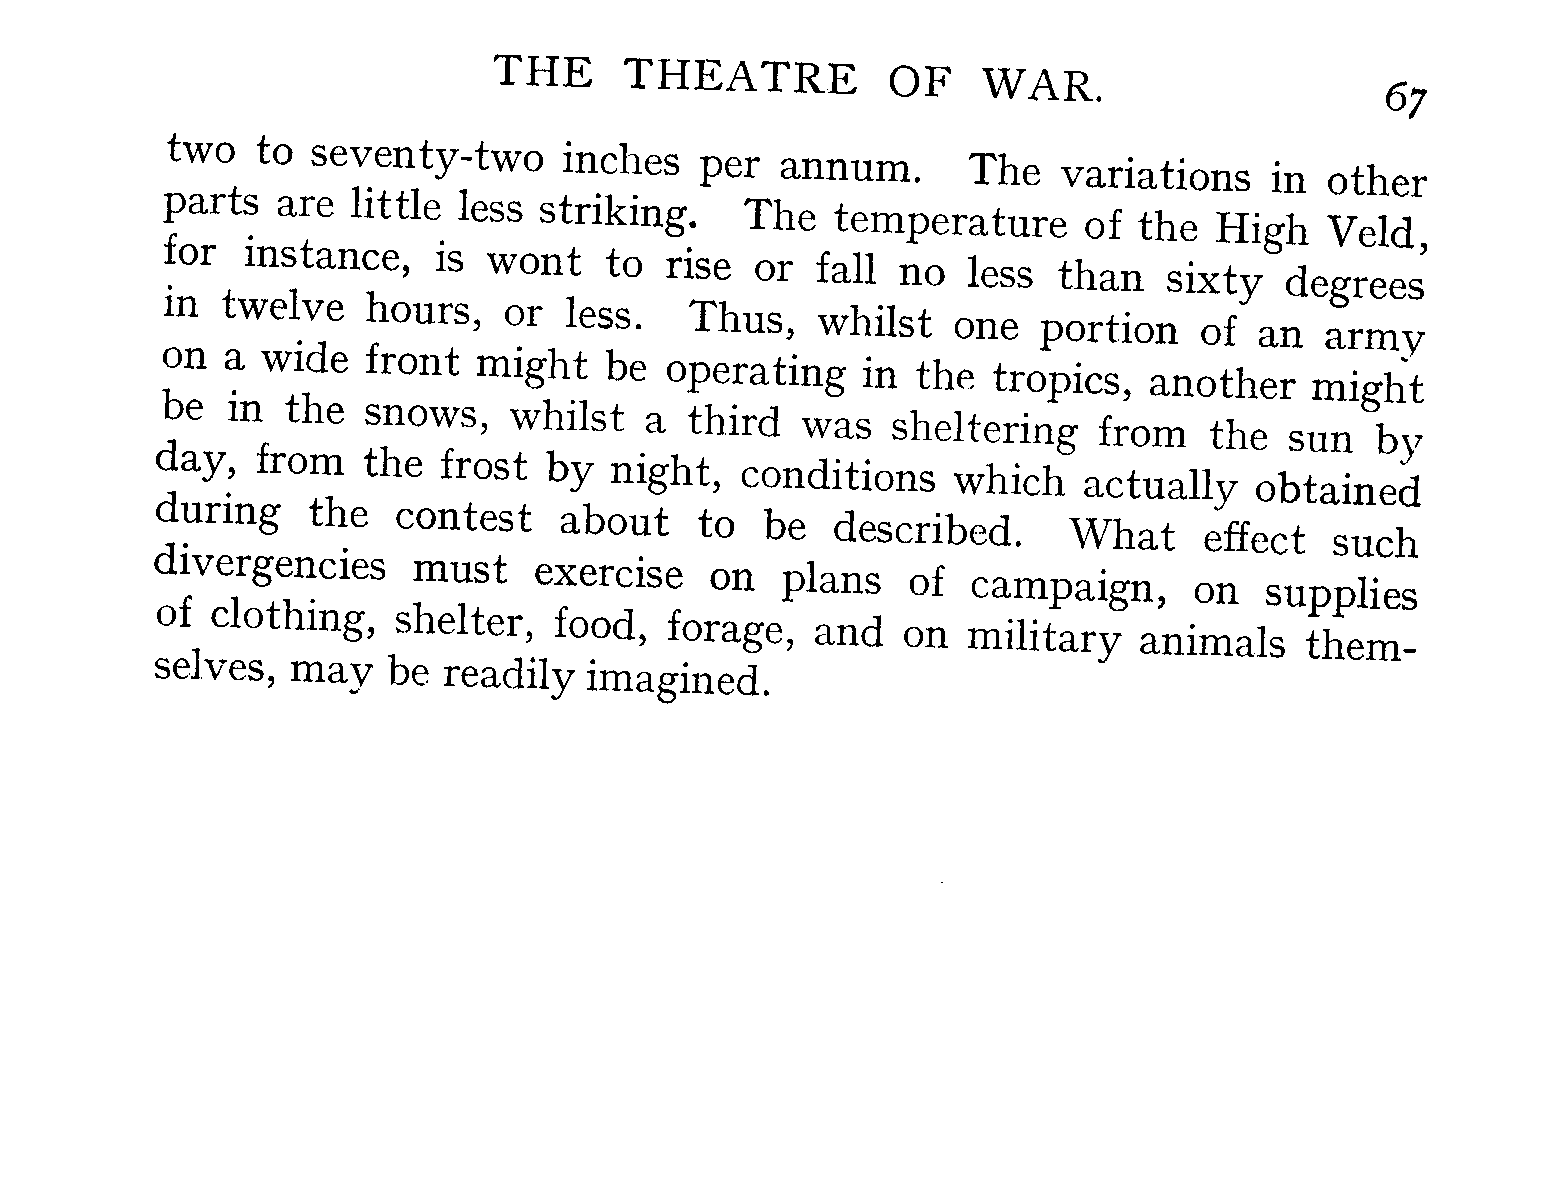 THE THEATRE OF WAR. 67
two to seventy-two inches per annum. The variations in other
parts are little less striking. The temperature of the High Veld,
for instance, is wont to rise or fall no less than sixty degrees
in twelve hours, or less. Thus, whilst one portion of an army
on a wide front might be operating in the tropics, another might
be in the snows, whilst a third was sheltering from the sun by
day, from the frost by night, conditions which actually obtained
during the contest about to be described. What effect such
divergencies must exercise on plans of campaign, on supplies
of clothing, shelter, food, forage, and on military animals them-
selves, may be readily imagined.